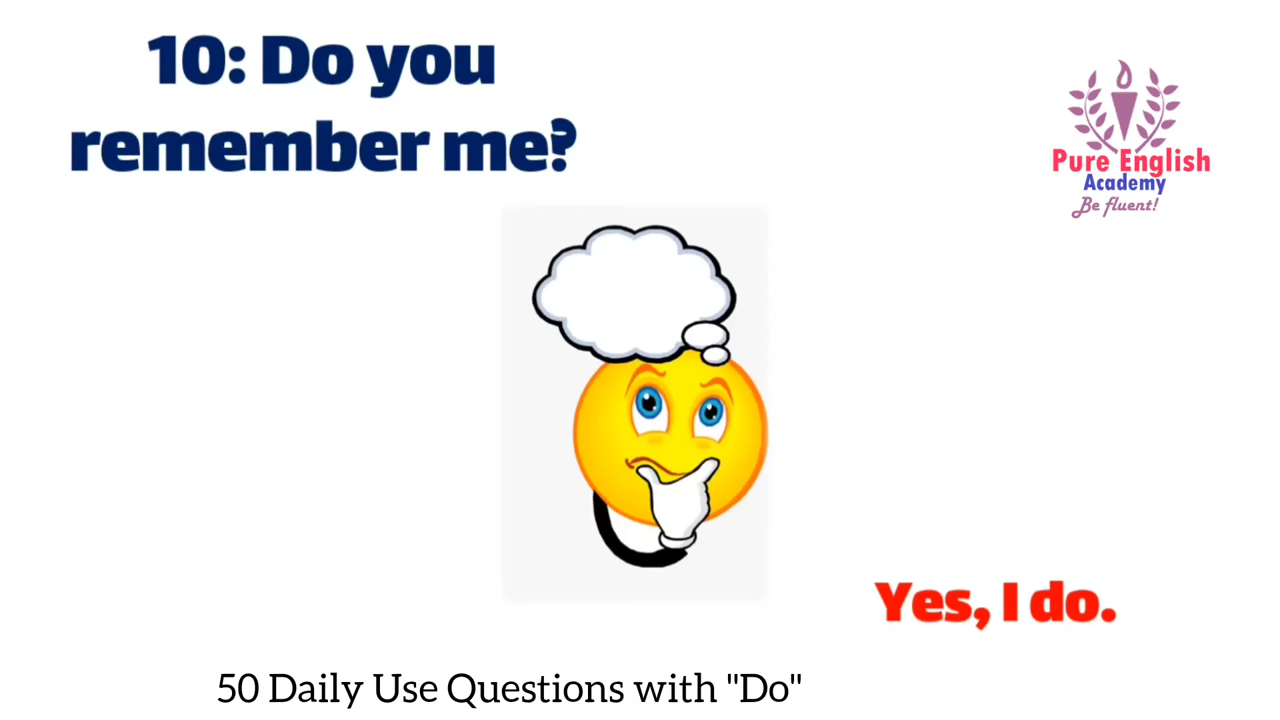 10: Do you
remember me?
Pure English
Academy
Be fluent!
Yes, I do.
50 Daily Use Questions with "Do"